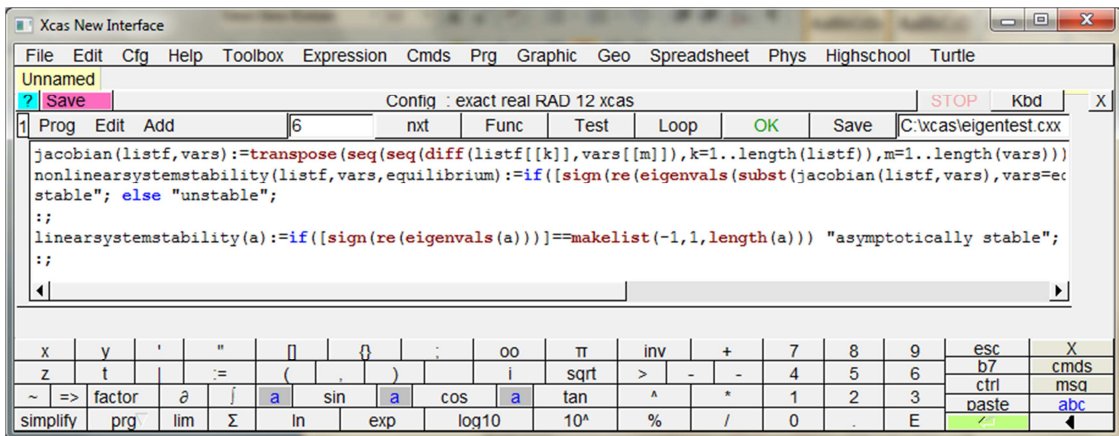 Xcas New Interface
File Edit Cfg Help Toolbox Expression Cmds Prg Graphic Geo Spreadsheet Phys Highschool Turtle
Unnamed
? Save Config : exact real RAD 12 xcas STOP Kbd X
1 Prog Edit Add 6 nxt Func Test Loop OK Save C:\xcas\eigentest.cxx
jacobian(listf,vars):=transpose(seq(seq(diff(listf[[k]],vars[[m]]),k=1..length(listf)),m=1..length(vars)))
nonlinearsystemstability(listf,vars,equilibrium):=if([sign(re(eigenvals(subst(jacobian(listf,vars),vars=
stable"; else "unstable";
:;
linearsystemstability(a):=if([sign(re(eigenvals(a)))]==makelist(-1,1,length(a))) "asymptotically stable";
:;
x y ' " [] {} ; oo π inv + 7 8 9 esc X
z t | := ( , ) i sqrt > - - 4 5 6 b7 cmds
~ => factor ∂ ∫ a sin a cos a tan ^ * 1 2 3 ctrl msg
simplify prg lim Σ ln exp log10 10^ % / 0 . E paste abc